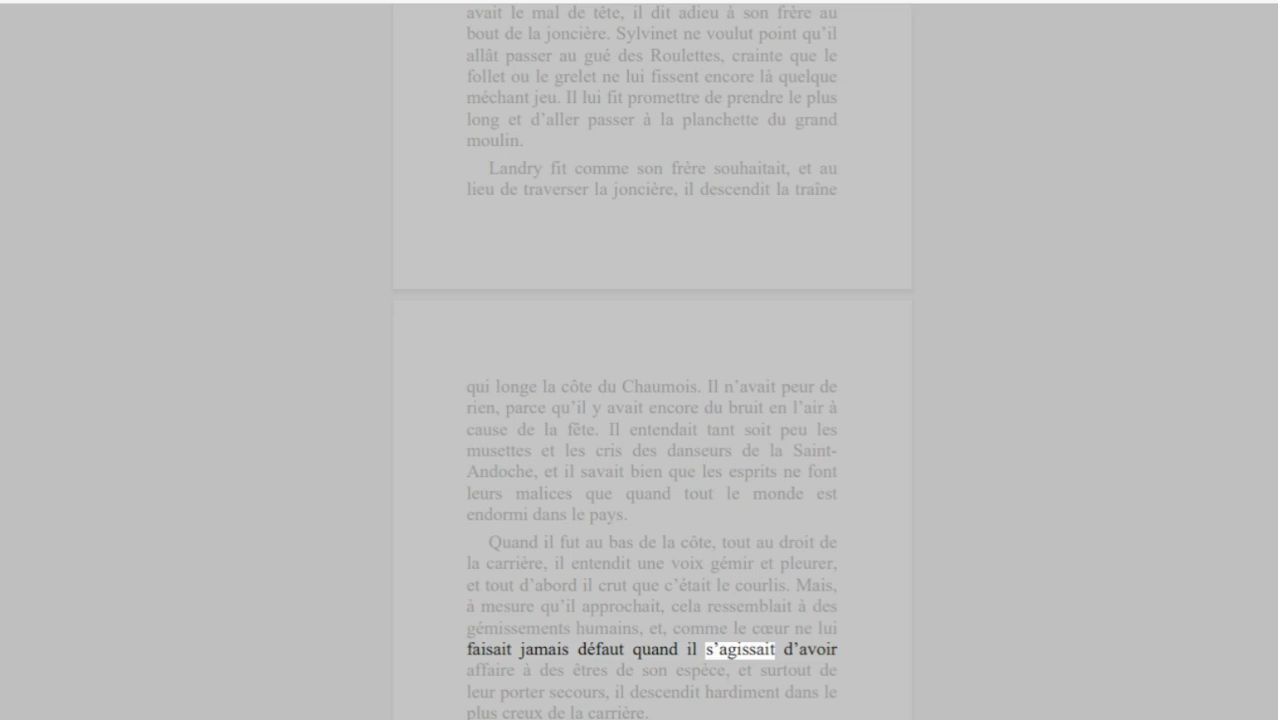 avait le mal de tête, il dit adieu à son frère au
bout de la joncière. Sylvinet ne voulut point qu’il
allât passer au gué des Roulettes, crainte que le
follet ou le grelet ne lui fissent encore là quelque
méchant jeu. Il lui fit promettre de prendre le plus
long et d’aller passer à la planchette du grand
moulin.
Landry fit comme son frère souhaitait, et au
lieu de traverser la joncière, il descendit la traîne
qui longe la côte du Chaumois. Il n’avait peur de
rien, parce qu’il y avait encore du bruit en l’air à
cause de la fête. Il entendait tant soit peu les
musettes et les cris des danseurs de la Saint-
Andoche, et il savait bien que les esprits ne font
leurs malices que quand tout le monde est
endormi dans le pays.
Quand il fut au bas de la côte, tout au droit de
la carrière, il entendit une voix gémir et pleurer,
et tout d’abord il crut que c’était le courlis. Mais,
à mesure qu’il approchait, cela ressemblait à des
gémissements humains, et, comme le cœur ne lui
faisait jamais défaut quand il s’agissait d’avoir
affaire à des êtres de son espèce, et surtout de
leur porter secours, il descendit hardiment dans le
plus creux de la carrière.